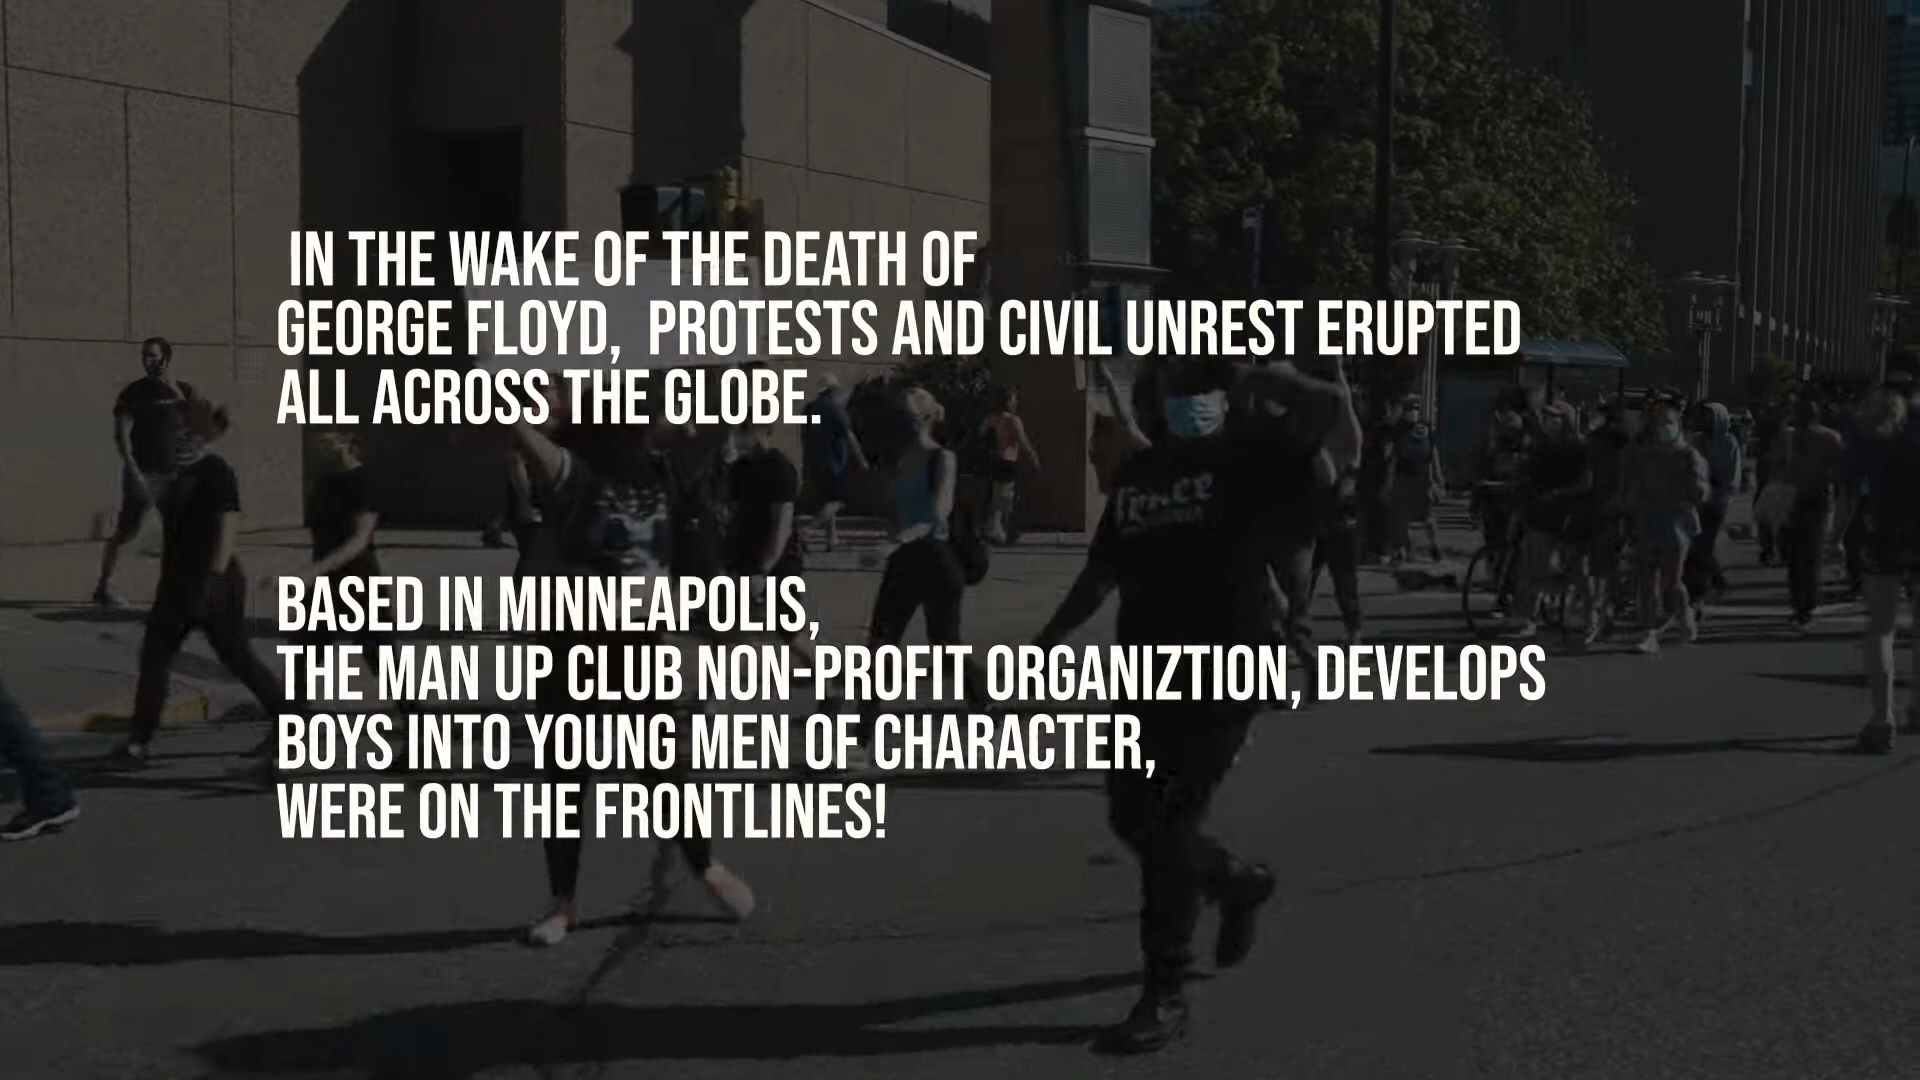 IN THE WAKE OF THE DEATH OF
GEORGE FLOYD, PROTESTS AND CIVIL UNREST ERUPTED
ALL ACROSS THE GLOBE.
BASED IN MINNEAPOLIS,
THE MAN UP CLUB NON-PROFIT ORGANIZTION, DEVELOPS
BOYS INTO YOUNG MEN OF CHARACTER,
WERE ON THE FRONTLINES!